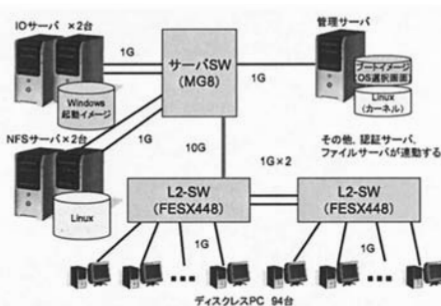 IOサーバ ×2台
1G
サーバSW
(MG8)
1G
管理サーバ
ブートイメージ
OS選択画面
Linux
(カーネル)
Windows
起動イメージ
1G
NFSサーバ×2台
Linux
10G
その他、認証サーバ、
ファイルサーバが連動する
1G×2
L2-SW
(FESX448)
L2-SW
(FESX448)
1G
1G
ディスクレスPC 94台